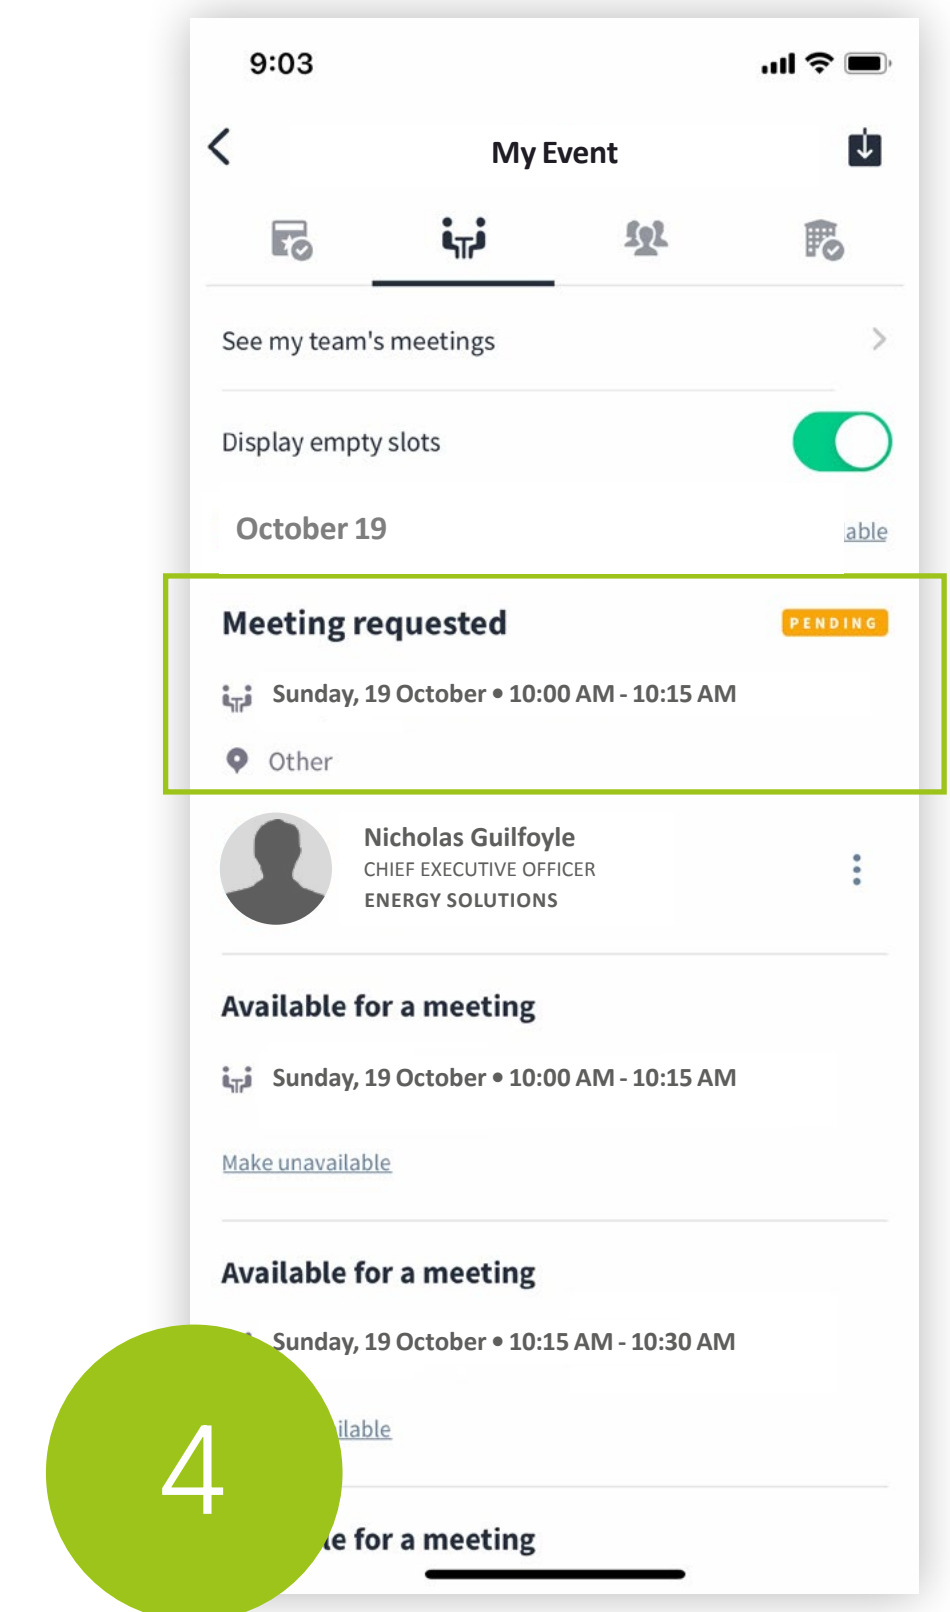 9:03
My Event
See my team's meetings
Display empty slots
October 19
able
Meeting requested
PENDING
Sunday, 19 October • 10:00 AM - 10:15 AM
Other
Nicholas Guilfoyle
CHIEF EXECUTIVE OFFICER
ENERGY SOLUTIONS
Available for a meeting
Sunday, 19 October • 10:00 AM - 10:15 AM
Make unavailable
Available for a meeting
Sunday, 19 October • 10:15 AM - 10:30 AM
ilable
4
le for a meeting